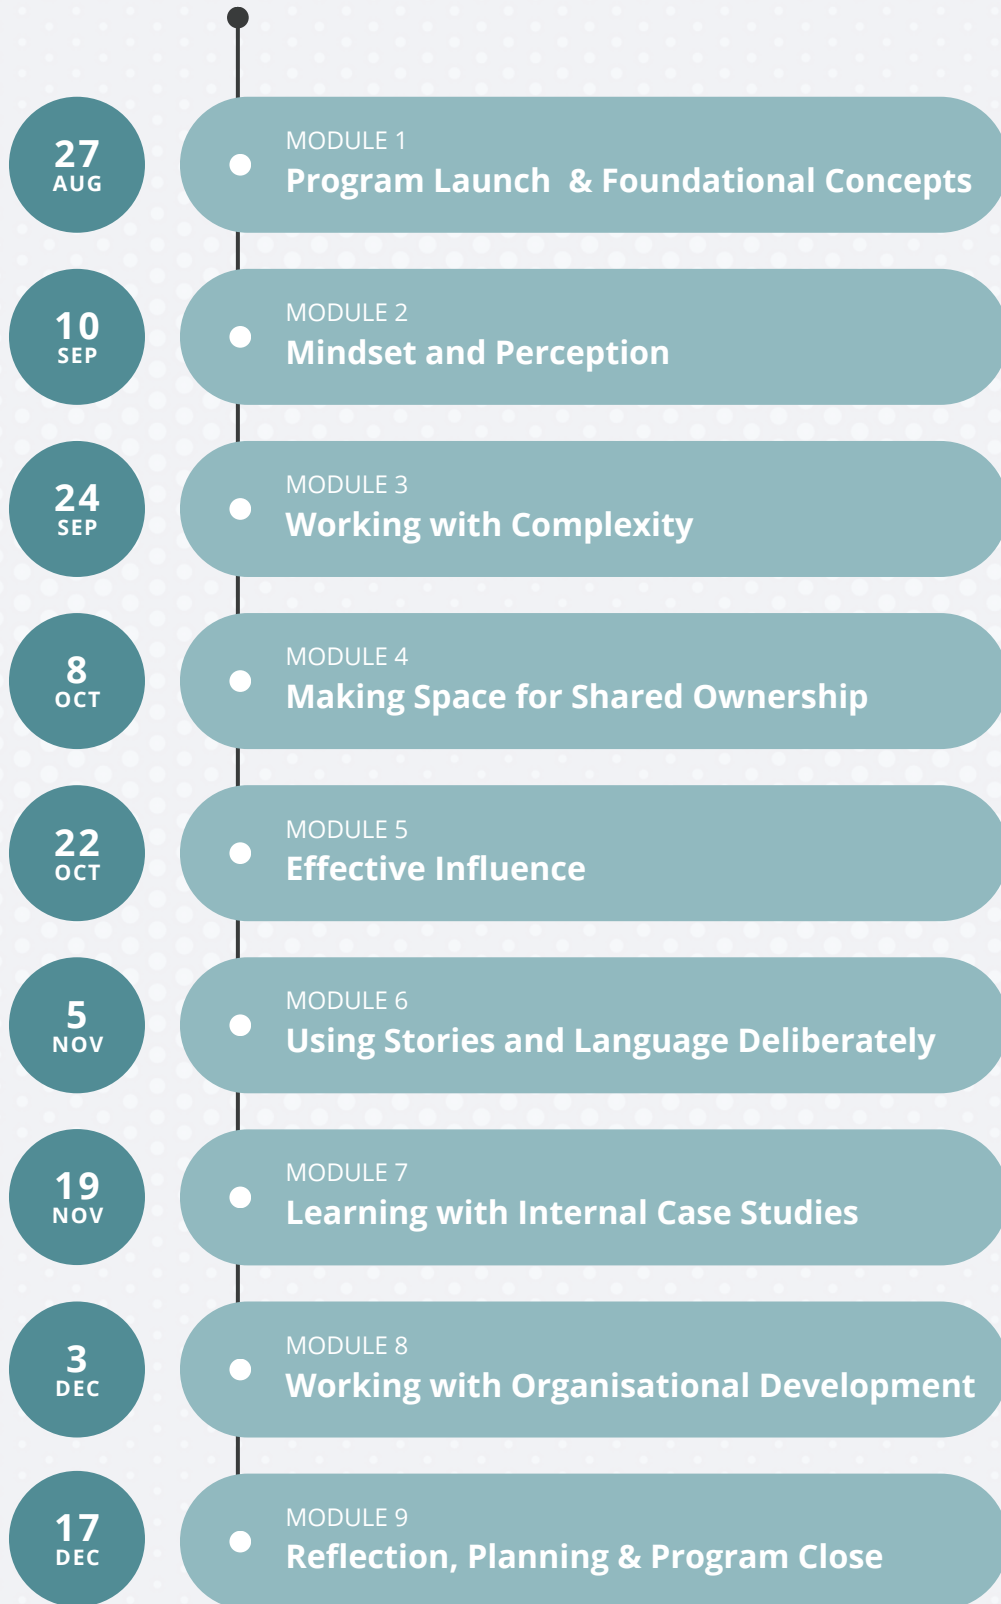 27
AUG
MODULE 1
Program Launch  & Foundational Concepts
10
SEP
MODULE 2
Mindset and Perception
24
SEP
MODULE 3
Working with Complexity
8
OCT
MODULE 4
Making Space for Shared Ownership
22
OCT
MODULE 5
Effective Influence
5
NOV
MODULE 6
Using Stories and Language Deliberately
19
NOV
MODULE 7
Learning with Internal Case Studies
3
DEC
MODULE 8
Working with Organisational Development
17
DEC
MODULE 9
Reflection, Planning & Program Close